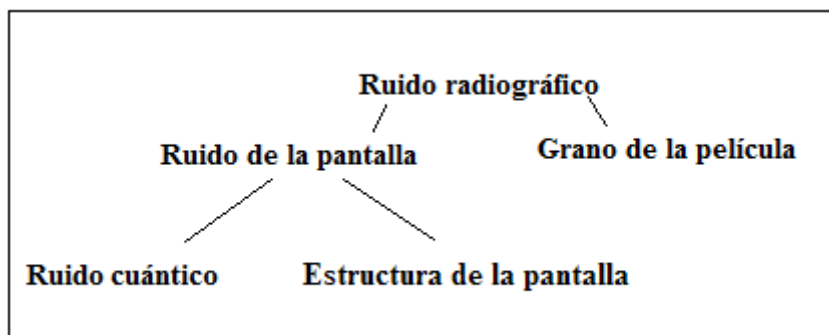 Ruido radiográfico
Ruido de la pantalla
Grano de la película
Ruido cuántico
Estructura de la pantalla